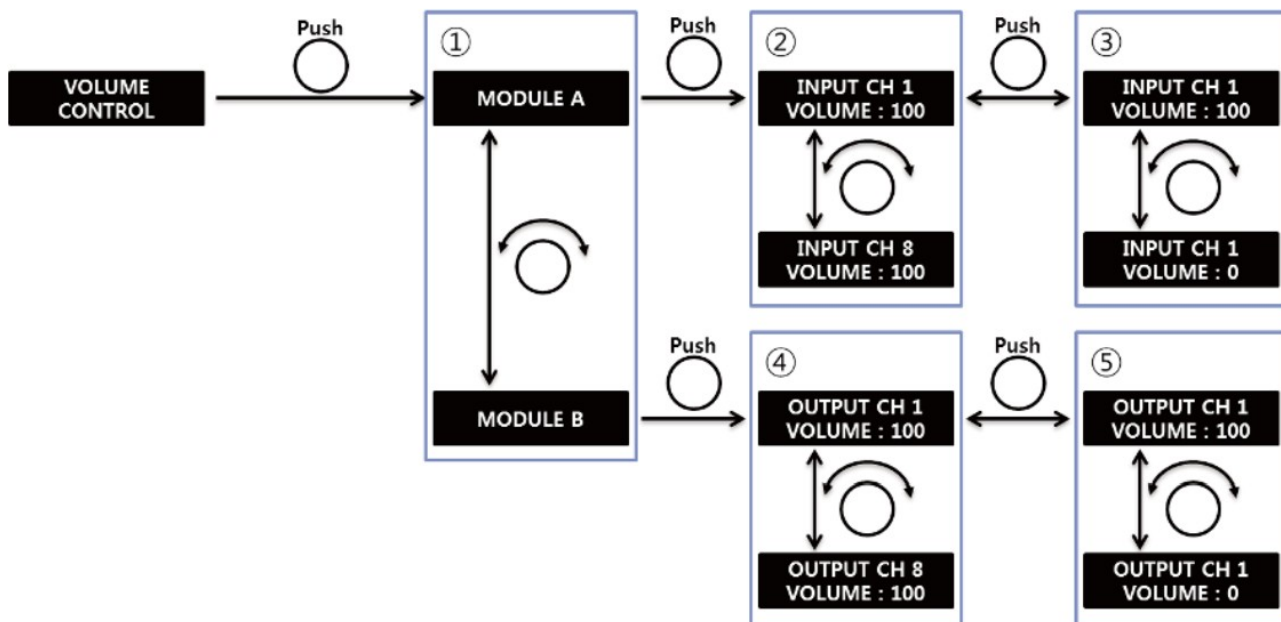 VOLUME
CONTROL
Push
①
MODULE A
MODULE B
Push
②
INPUT CH 1
VOLUME : 100
INPUT CH 8
VOLUME : 100
Push
③
INPUT CH 1
VOLUME : 100
INPUT CH 1
VOLUME : 0
Push
④
OUTPUT CH 1
VOLUME : 100
OUTPUT CH 8
VOLUME : 100
Push
⑤
OUTPUT CH 1
VOLUME : 100
OUTPUT CH 1
VOLUME : 0